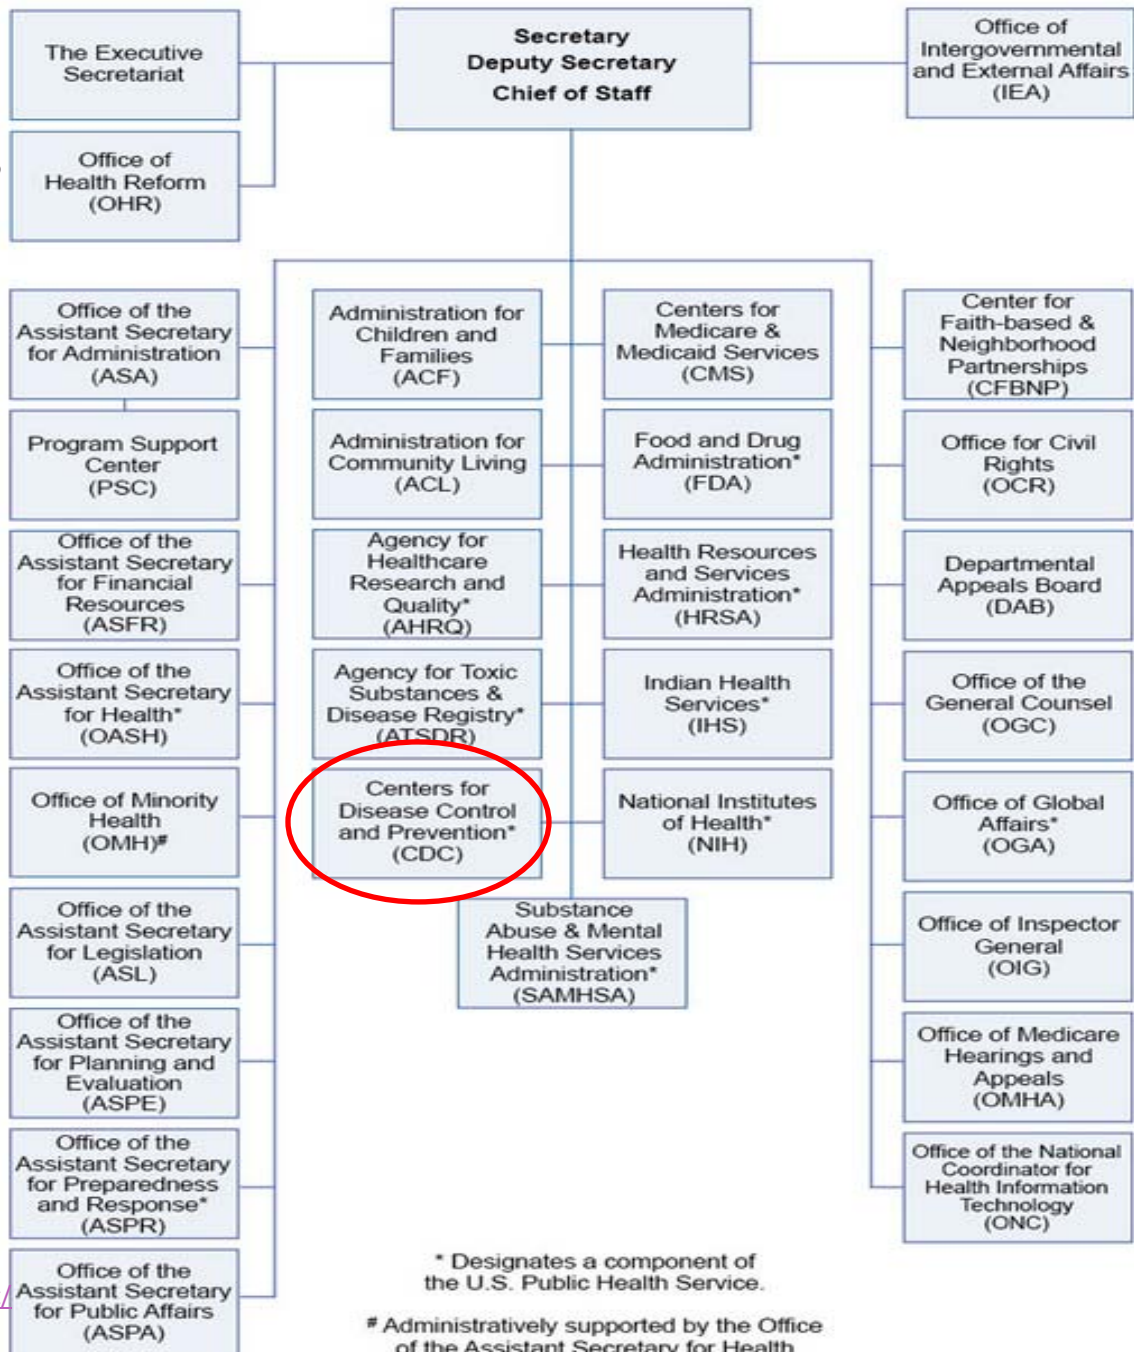 The Executive
Secretariat
Secretary
Deputy Secretary
Chief of Staff
Office of
Intergovernmental
and External Affairs
(IEA)
Office of
Health Reform
(OHR)
Office of the
Assistant Secretary
for Administration
(ASA)
Administration for
Children and
Families
(ACF)
Centers for
Medicare &
Medicaid Services
(CMS)
Center for
Faith-based &
Neighborhood
Partnerships
(CFBNP)
Program Support
Center
(PSC)
Administration for
Community Living
(ACL)
Food and Drug
Administration*
(FDA)
Office for Civil
Rights
(OCR)
Office of the
Assistant Secretary
for Financial
Resources
(ASFR)
Agency for
Healthcare
Research and
Quality*
(AHRQ)
Health Resources
and Services
Administration*
(HRSA)
Departmental
Appeals Board
(DAB)
Office of the
Assistant Secretary
for Health*
(OASH)
Agency for Toxic
Substances &
Disease Registry*
(ATSDR)
Indian Health
Services*
(IHS)
Office of the
General Counsel
(OGC)
Office of Minority
Health
(OMH)#
Centers for
Disease Control
and Prevention*
(CDC)
National Institutes
of Health*
(NIH)
Office of Global
Affairs*
(OGA)
Office of the
Assistant Secretary
for Legislation
(ASL)
Substance
Abuse & Mental
Health Services
Administration*
(SAMHSA)
Office of Inspector
General
(OIG)
Office of the
Assistant Secretary
for Planning and
Evaluation
(ASPE)
Office of Medicare
Hearings and
Appeals
(OMHA)
Office of the
Assistant Secretary
for Preparedness
and Response*
(ASPR)
Office of the National
Coordinator for
Health Information
Technology
(ONC)
Office of the
Assistant Secretary
for Public Affairs
(ASPA)
* Designates a component of
the U.S. Public Health Service.
# Administratively supported by the Office
of the Assistant Secretary for Health